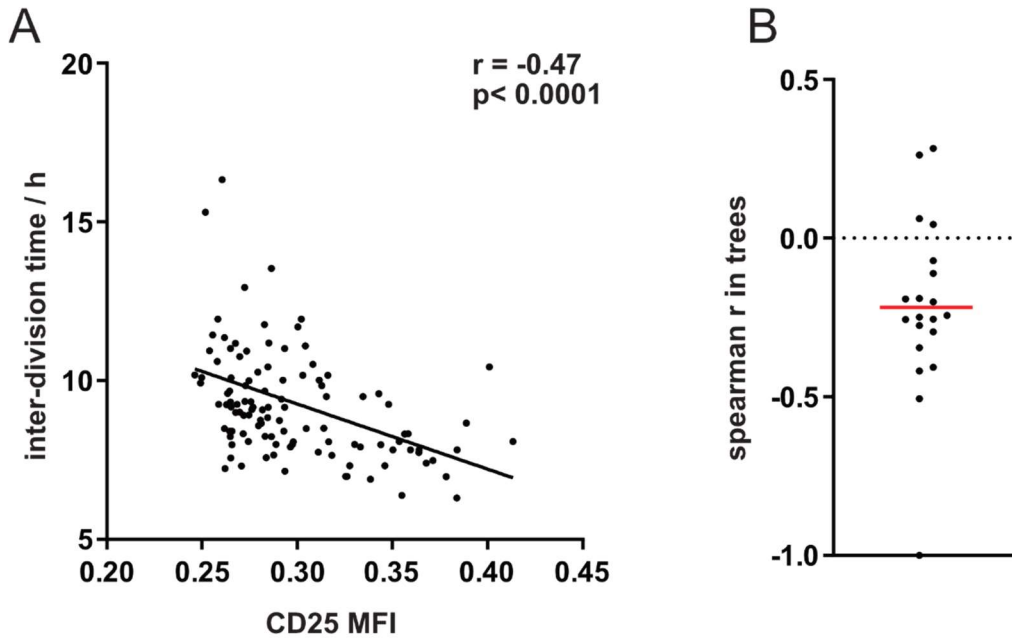 A
r = -0.47
p< 0.0001
inter-division time / h
20
15
10
5
0.20 0.25 0.30 0.35 0.40 0.45
CD25 MFI
B
spearman r in trees
0.5
0.0
-0.5
-1.0